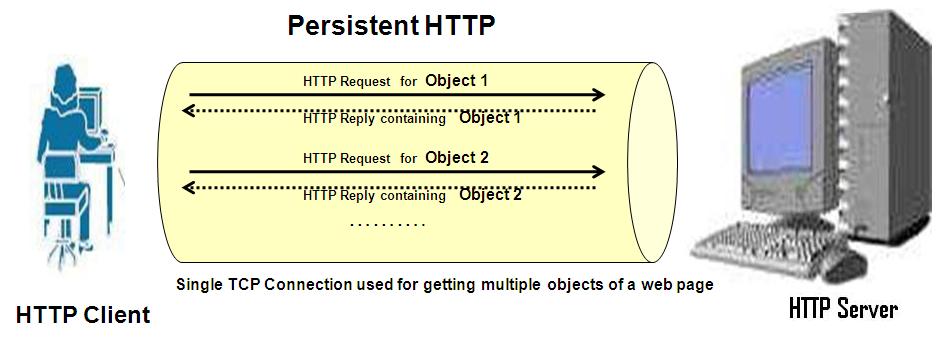 Persistent HTTP
HTTP Request for Object 1
HTTP Reply containing Object 1
HTTP Request for Object 2
HTTP Reply containing Object 2
. . . . . . . . . .
Single TCP Connection used for getting multiple objects of a web page
HTTP Client
HTTP Server